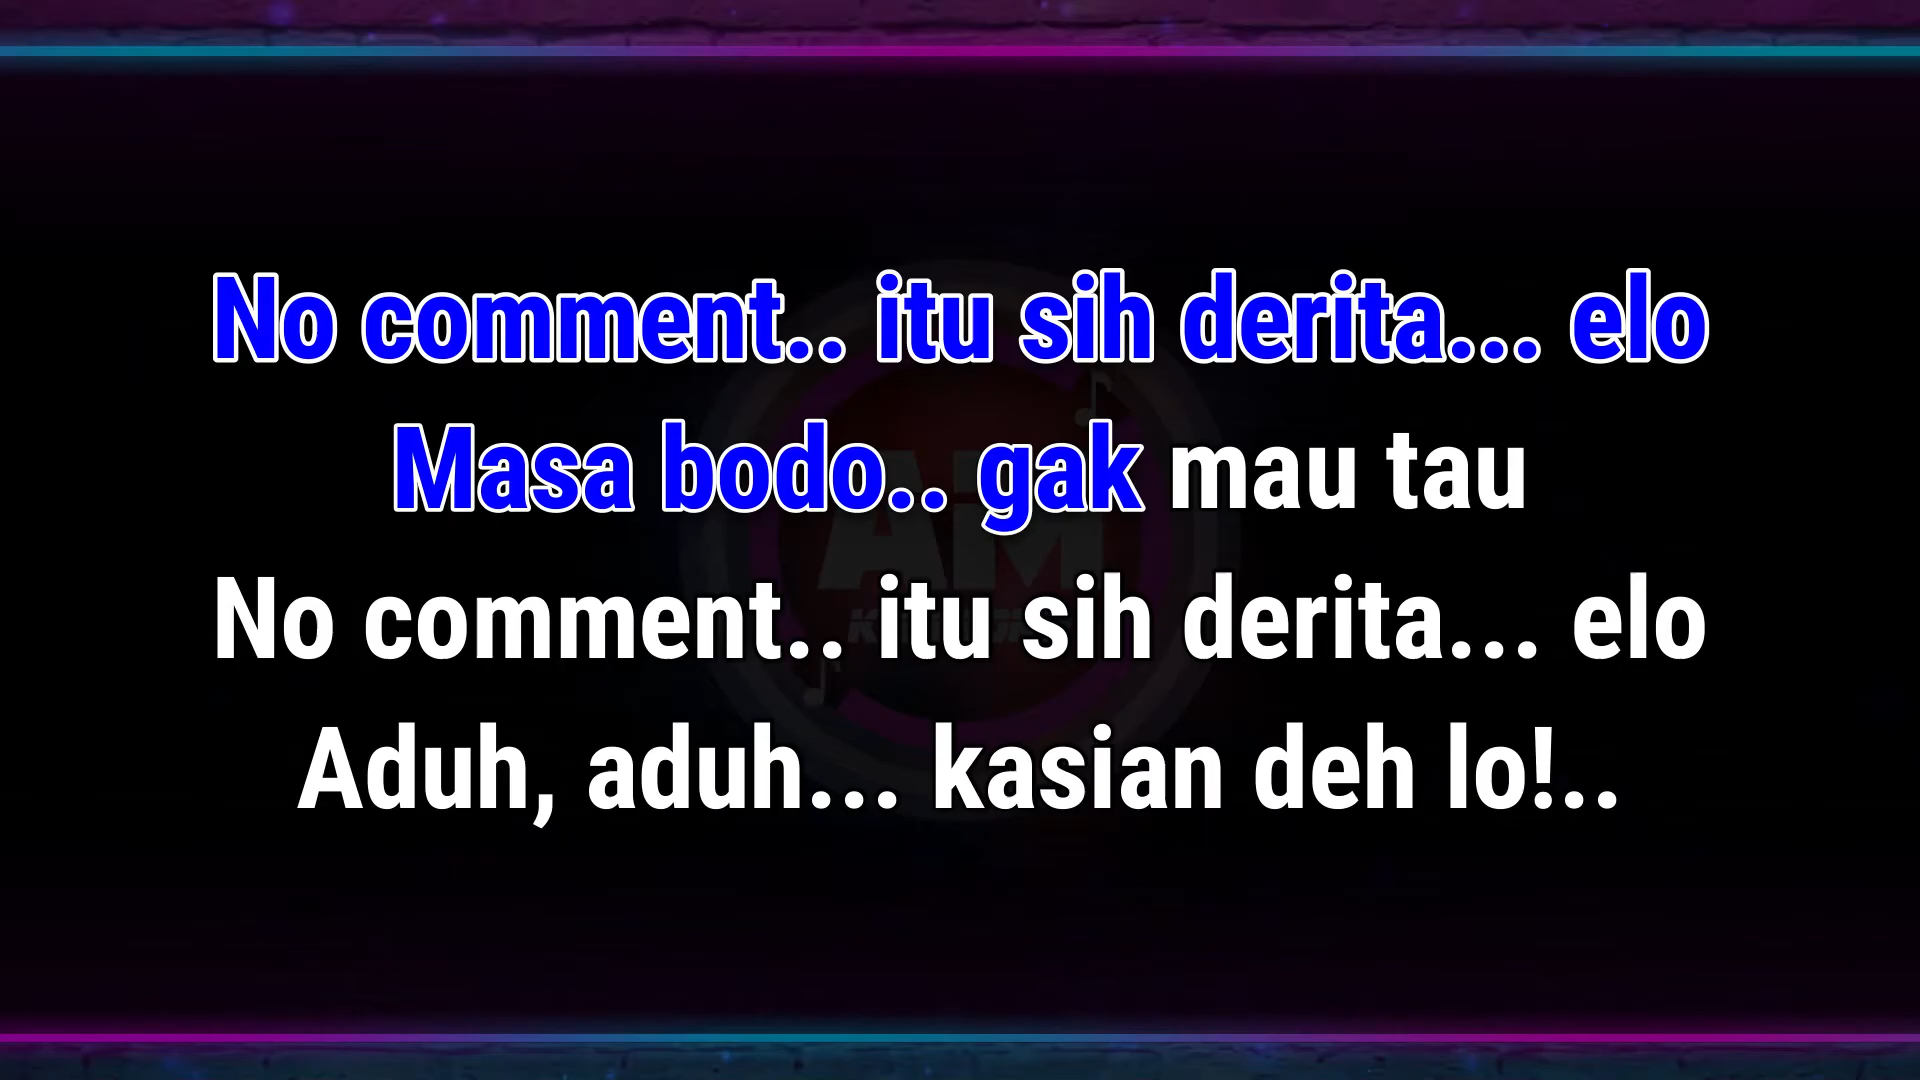 No comment.. itu sih derita... elo
Masa bodo.. gak mau tau
No comment.. itu sih derita... elo
Aduh, aduh... kasian deh lo!..
AiM